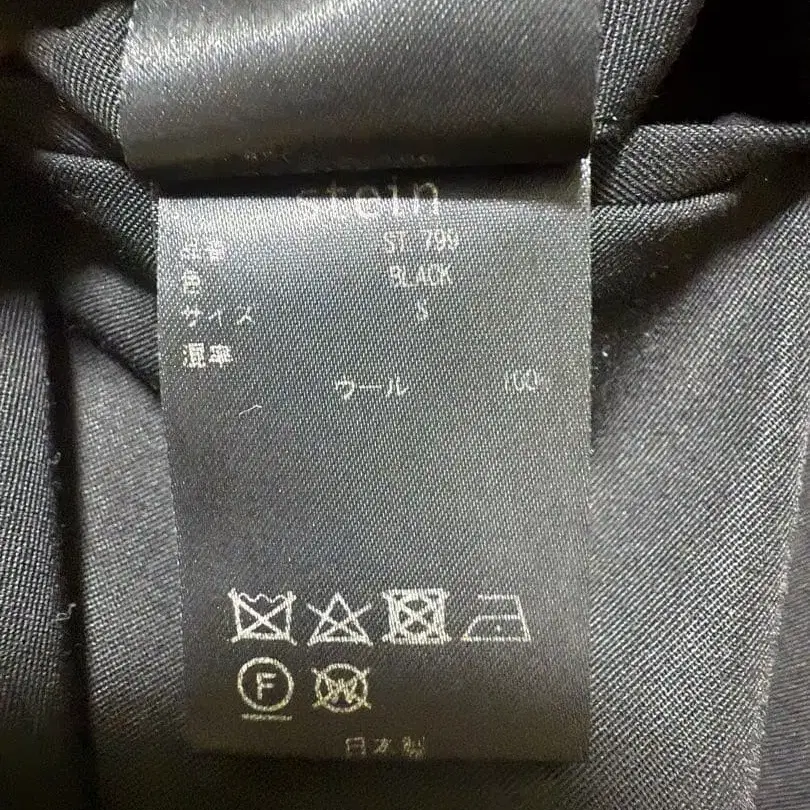 stein
品番 ST.799
色 BLACK
サイズ S
混率
ウール 100
F
W
日本製